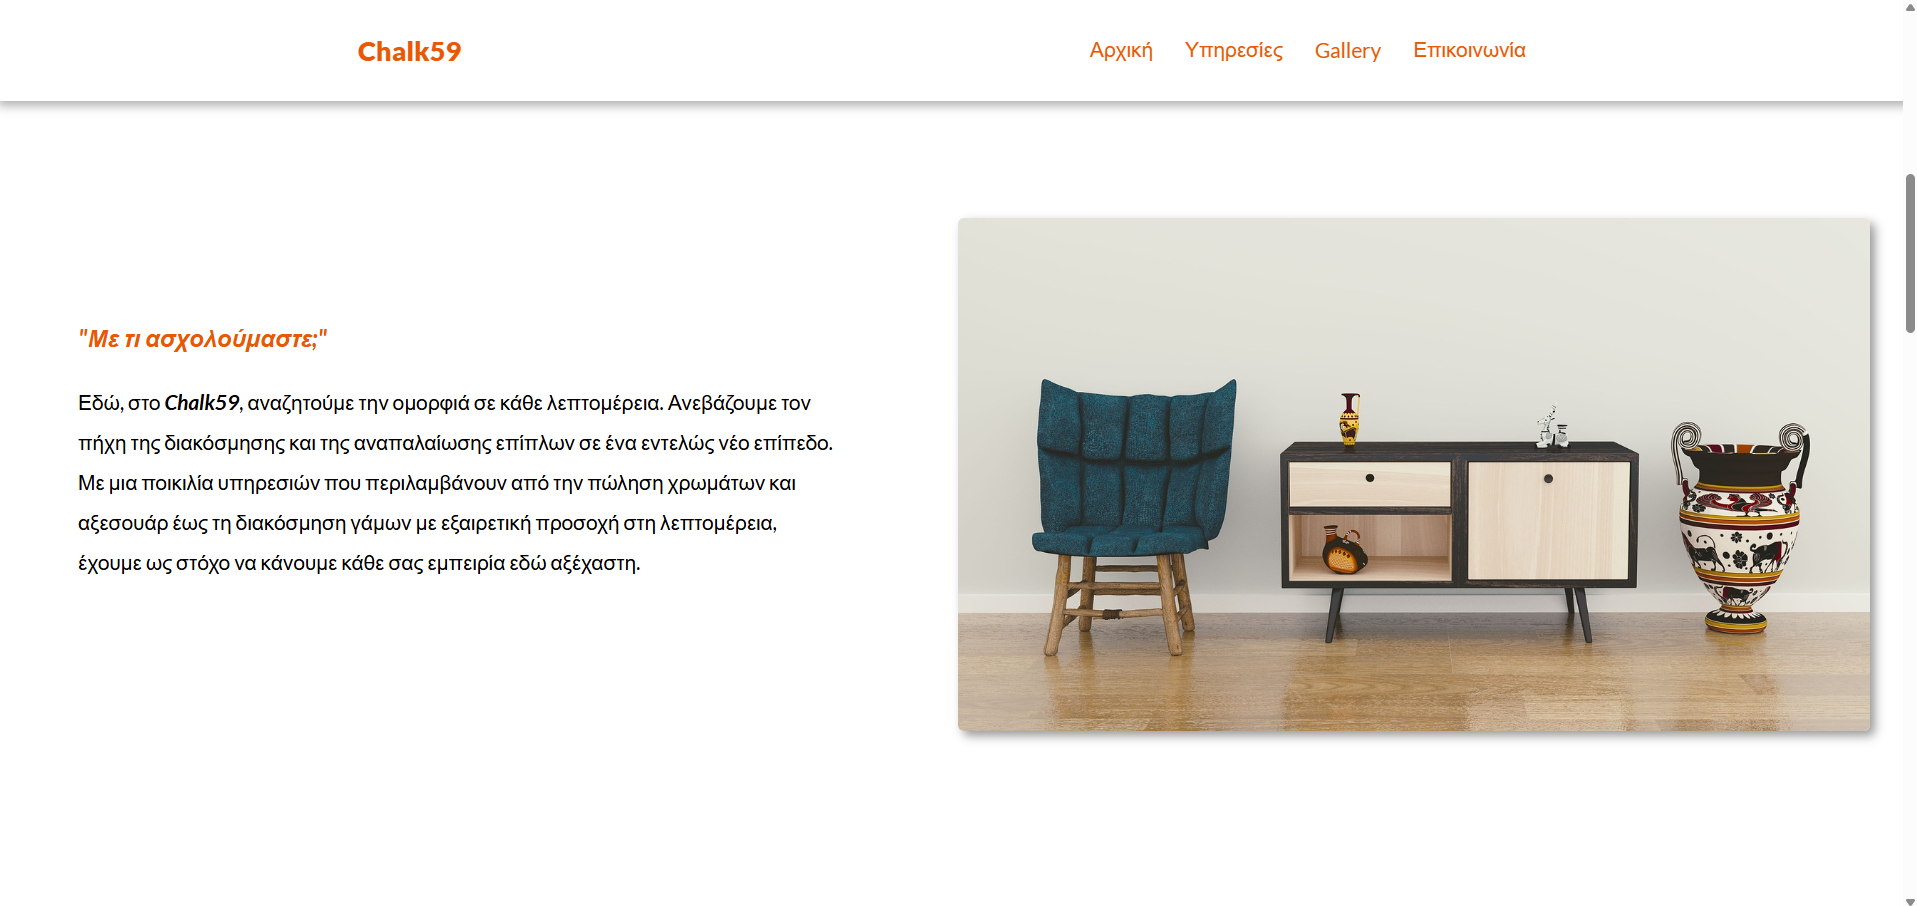 Chalk59
Αρχική Υπηρεσίες Gallery Επικοινωνία
"Με τι ασχολούμαστε;"
Εδώ, στο Chalk59, αναζητούμε την ομορφιά σε κάθε λεπτομέρεια. Ανεβάζουμε τον
πήχη της διακόσμησης και της αναπαλαίωσης επίπλων σε ένα εντελώς νέο επίπεδο.
Με μια ποικιλία υπηρεσιών που περιλαμβάνουν από την πώληση χρωμάτων και
αξεσουάρ έως τη διακόσμηση γάμων με εξαιρετική προσοχή στη λεπτομέρεια,
έχουμε ως στόχο να κάνουμε κάθε σας εμπειρία εδώ αξέχαστη.